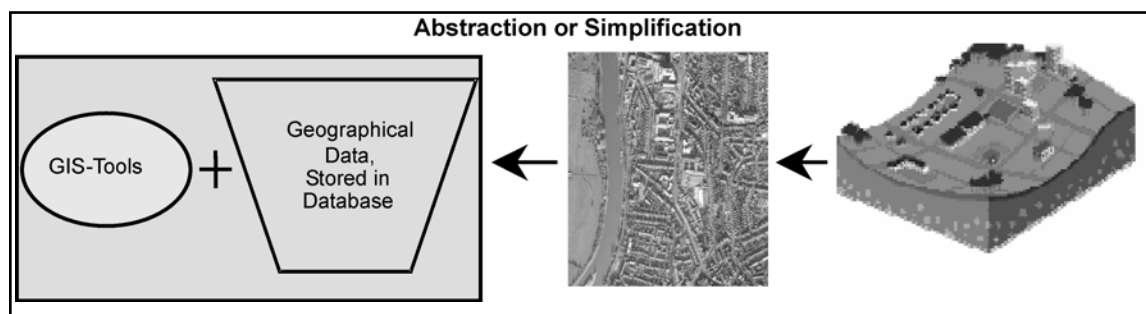 Abstraction or Simplification
GIS-Tools
+
Geographical
Data,
Stored in
Database